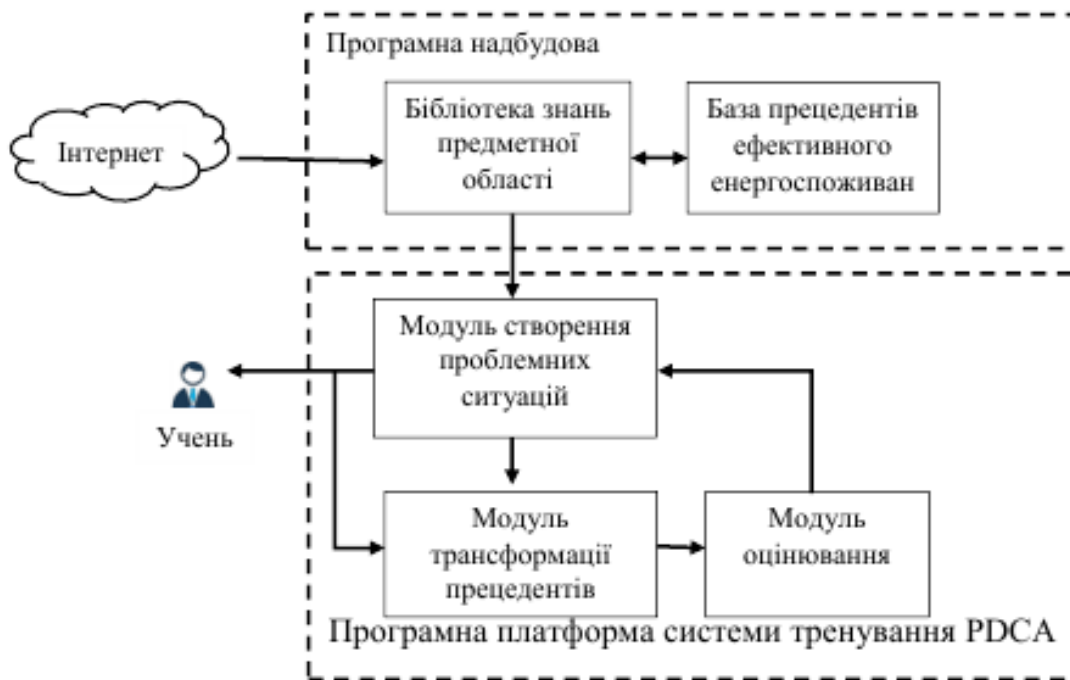 Програмна надбудова
Інтернет
Бібліотека знань
предметної
області
База прецедентів
ефективного
енергоспоживан
Модуль створення
проблемних
ситуацій
Учень
Модуль
трансформації
прецедентів
Модуль
оцінювання
Програмна платформа системи тренування PDCA